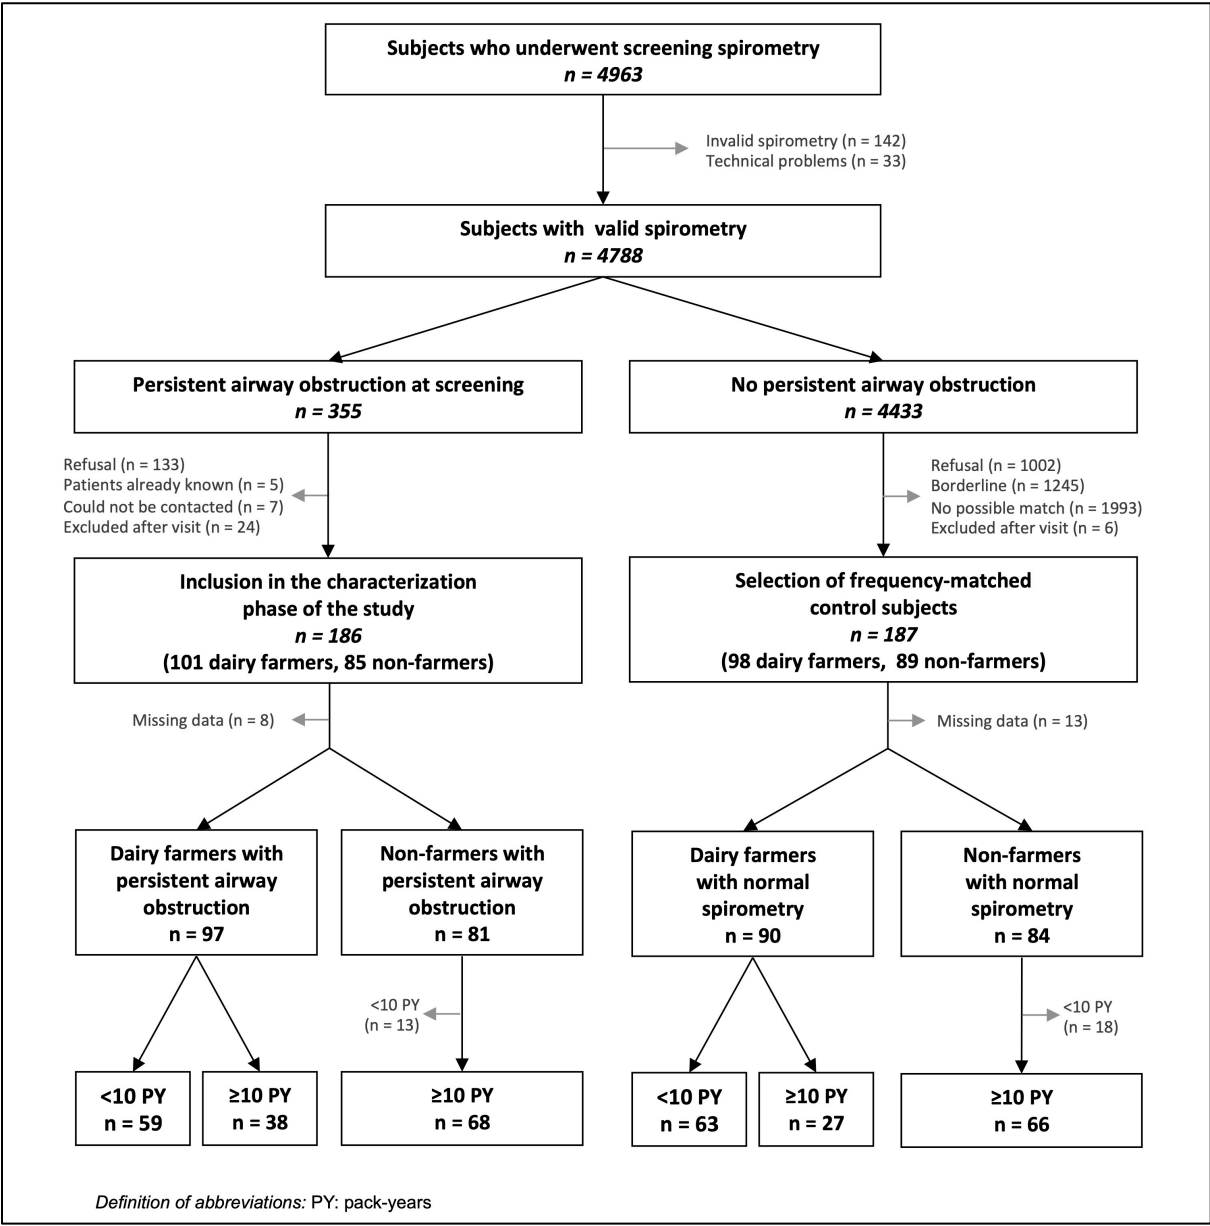 Subjects who underwent screening spirometry
n = 4963
Invalid spirometry (n = 142)
Technical problems (n = 33)
Subjects with valid spirometry
n = 4788
Persistent airway obstruction at screening
n = 355
No persistent airway obstruction
n = 4433
Refusal (n = 133)
Patients already known (n = 5)
Could not be contacted (n = 7)
Excluded after visit (n = 24)
Refusal (n = 1002)
Borderline (n = 1245)
No possible match (n = 1993)
Excluded after visit (n = 6)
Inclusion in the characterization
phase of the study
n = 186
(101 dairy farmers, 85 non-farmers)
Selection of frequency-matched
control subjects
n = 187
(98 dairy farmers, 89 non-farmers)
Missing data (n = 8)
Missing data (n = 13)
Dairy farmers with
persistent airway
obstruction
n = 97
Non-farmers with
persistent airway
obstruction
n = 81
Dairy farmers
with normal
spirometry
n = 90
Non-farmers
with normal
spirometry
n = 84
<10 PY
(n = 13)
<10 PY
(n = 18)
<10 PY
n = 59
≥10 PY
n = 38
≥10 PY
n = 68
<10 PY
n = 63
≥10 PY
n = 27
≥10 PY
n = 66
Definition of abbreviations: PY: pack-years